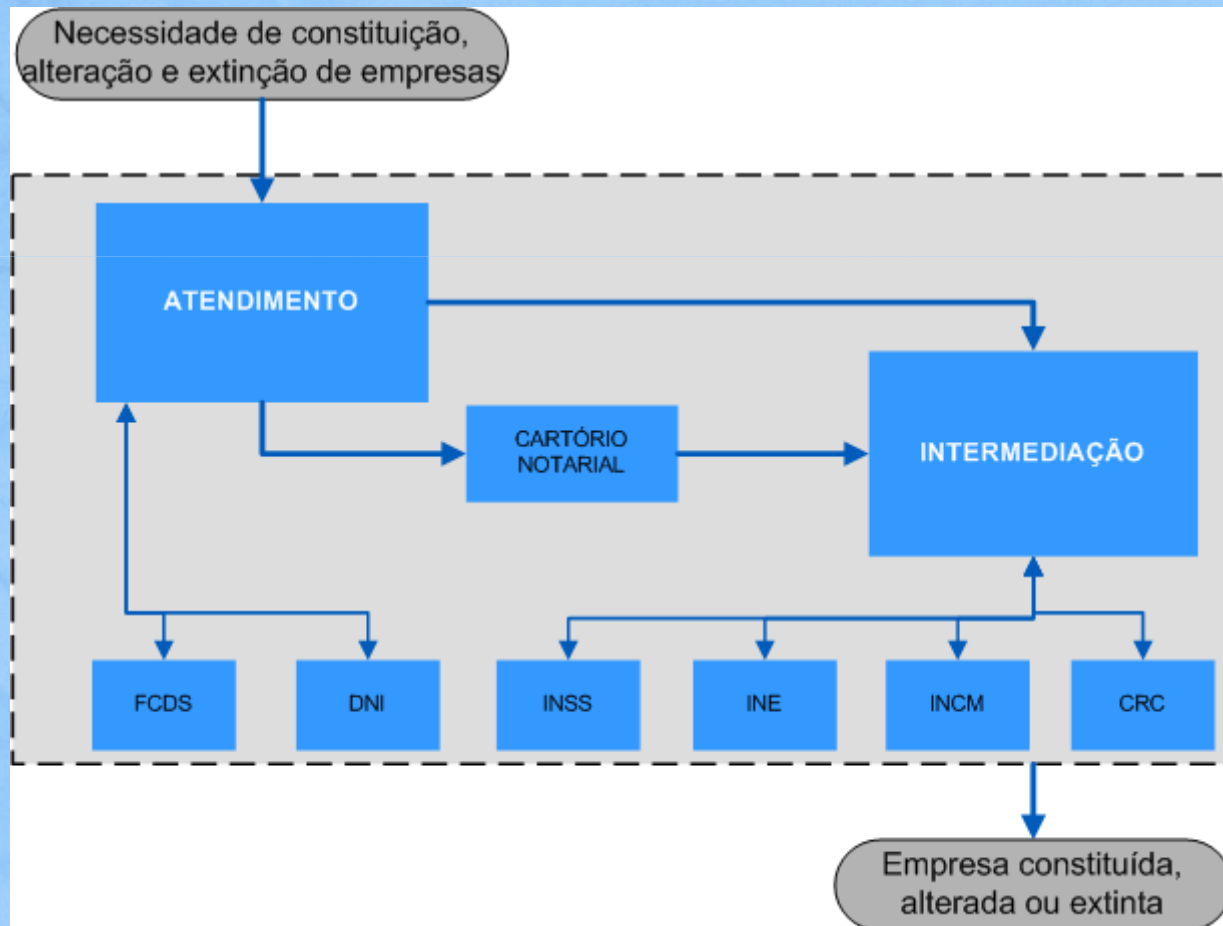 Necessidade de constituição,
alteração e extinção de empresas
ATENDIMENTO
CARTÓRIO
NOTARIAL
INTERMEDIAÇÃO
FCDS
DNI
INSS
INE
INCM
CRC
Empresa constituída,
alterada ou extinta